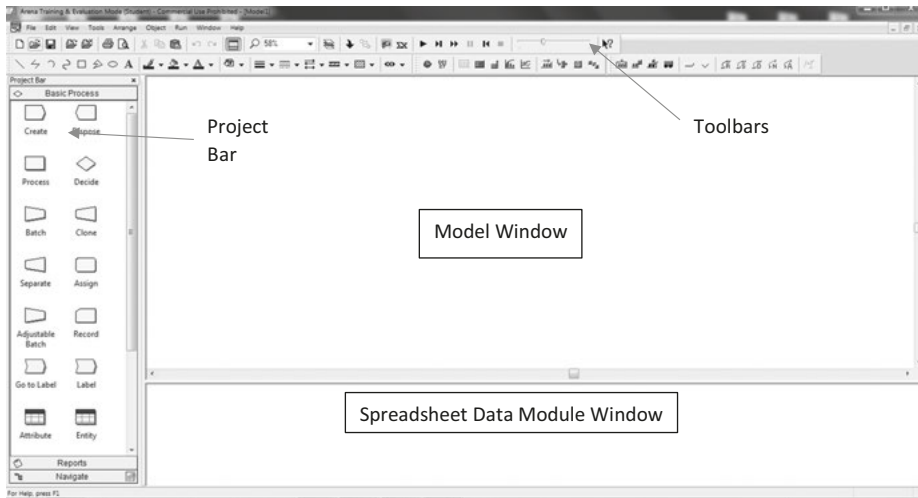 Arena Training & Evaluation Mode (Student) - Commercial Use Prohibited - [Model1]
File Edit View Tools Arrange Object Run Window Help
58%
Project Bar
Basic Process
Create Dispose
Project
Bar
Toolbars
Process Decide
Batch Clone
Model Window
Separate Assign
Adjustable
Batch
Record
Go to Label Label
Spreadsheet Data Module Window
Attribute Entity
Reports
Navigate
For Help, press F1